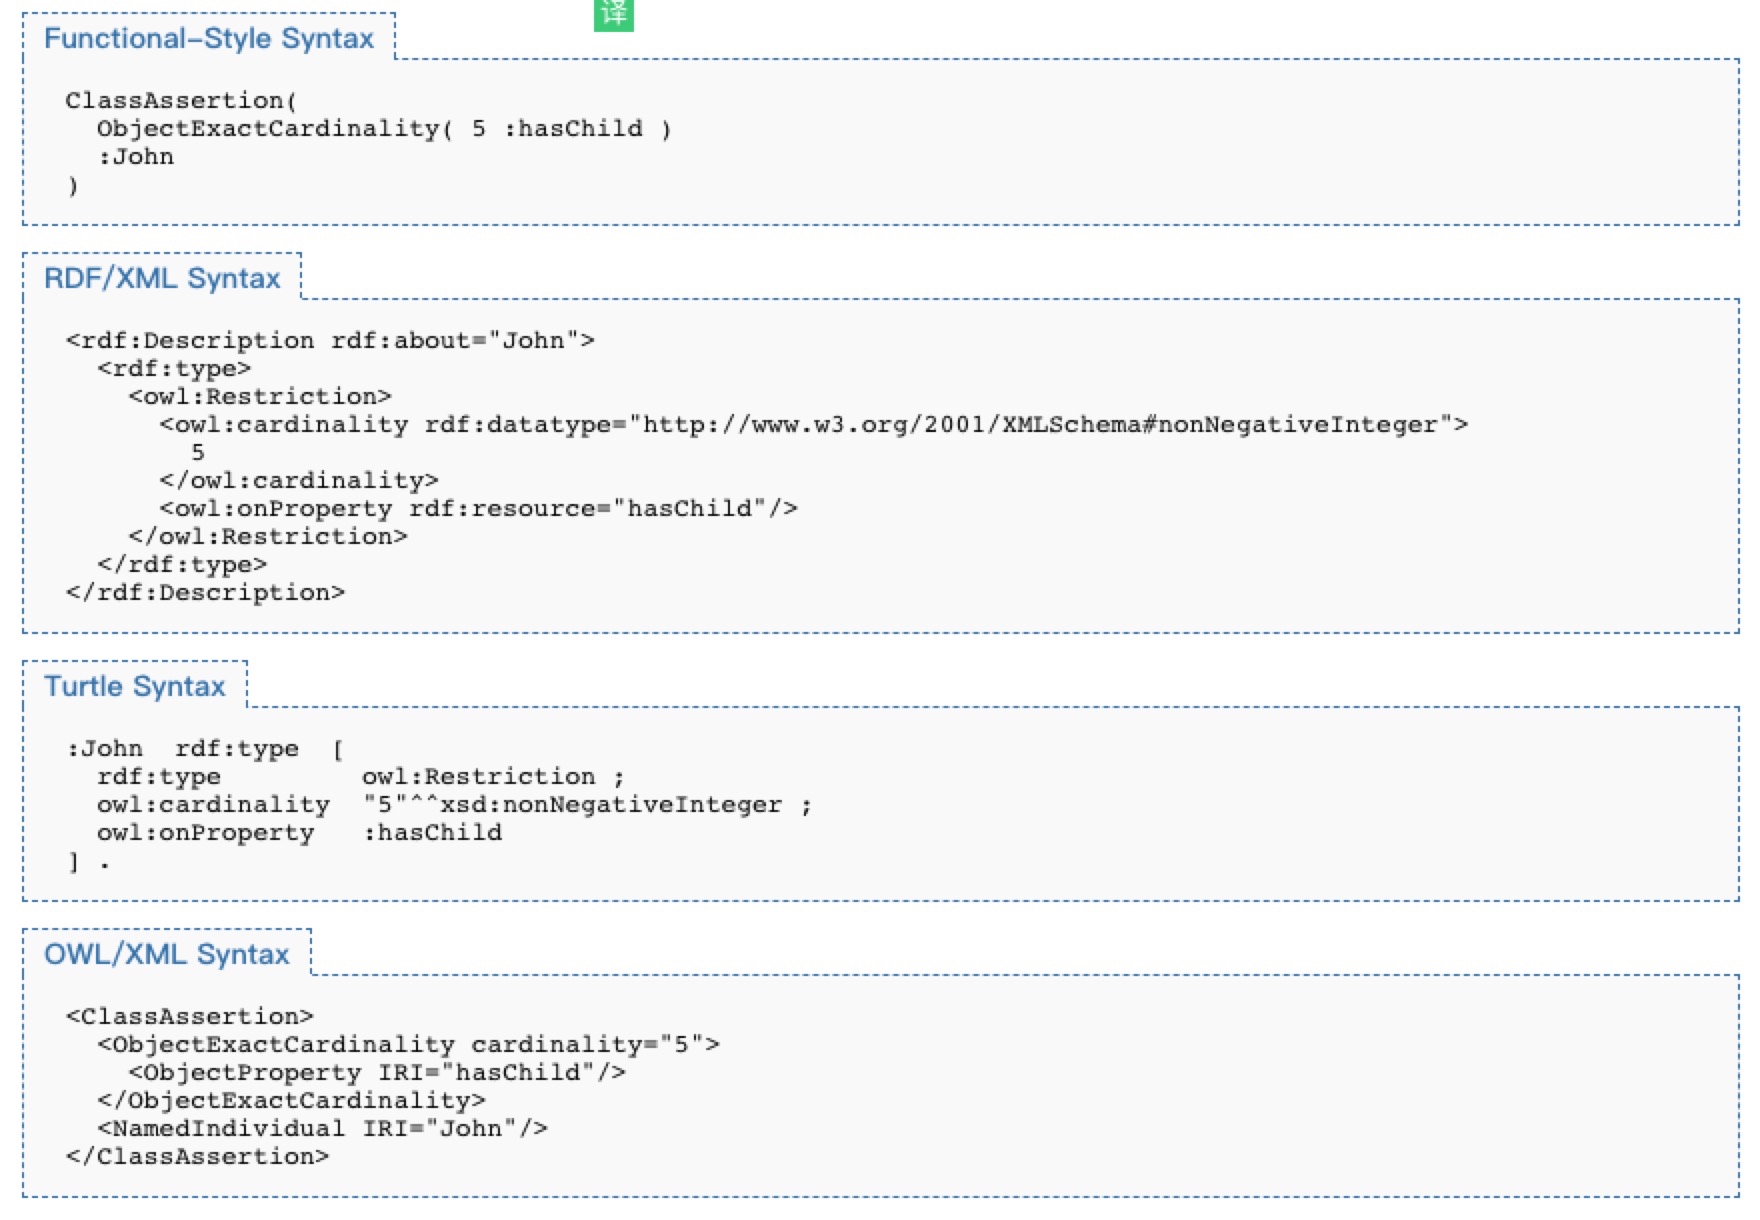 译
Functional-Style Syntax
ClassAssertion(
  ObjectExactCardinality( 5 :hasChild )
  :John
)
RDF/XML Syntax
<rdf:Description rdf:about="John">
  <rdf:type>
    <owl:Restriction>
      <owl:cardinality rdf:datatype="http://www.w3.org/2001/XMLSchema#nonNegativeInteger">
        5
      </owl:cardinality>
      <owl:onProperty rdf:resource="hasChild"/>
    </owl:Restriction>
  </rdf:type>
</rdf:Description>
Turtle Syntax
:John  rdf:type  [
  rdf:type         owl:Restriction ;
  owl:cardinality  "5"^^xsd:nonNegativeInteger ;
  owl:onProperty   :hasChild
] .
OWL/XML Syntax
<ClassAssertion>
  <ObjectExactCardinality cardinality="5">
    <ObjectProperty IRI="hasChild"/>
  </ObjectExactCardinality>
  <NamedIndividual IRI="John"/>
</ClassAssertion>